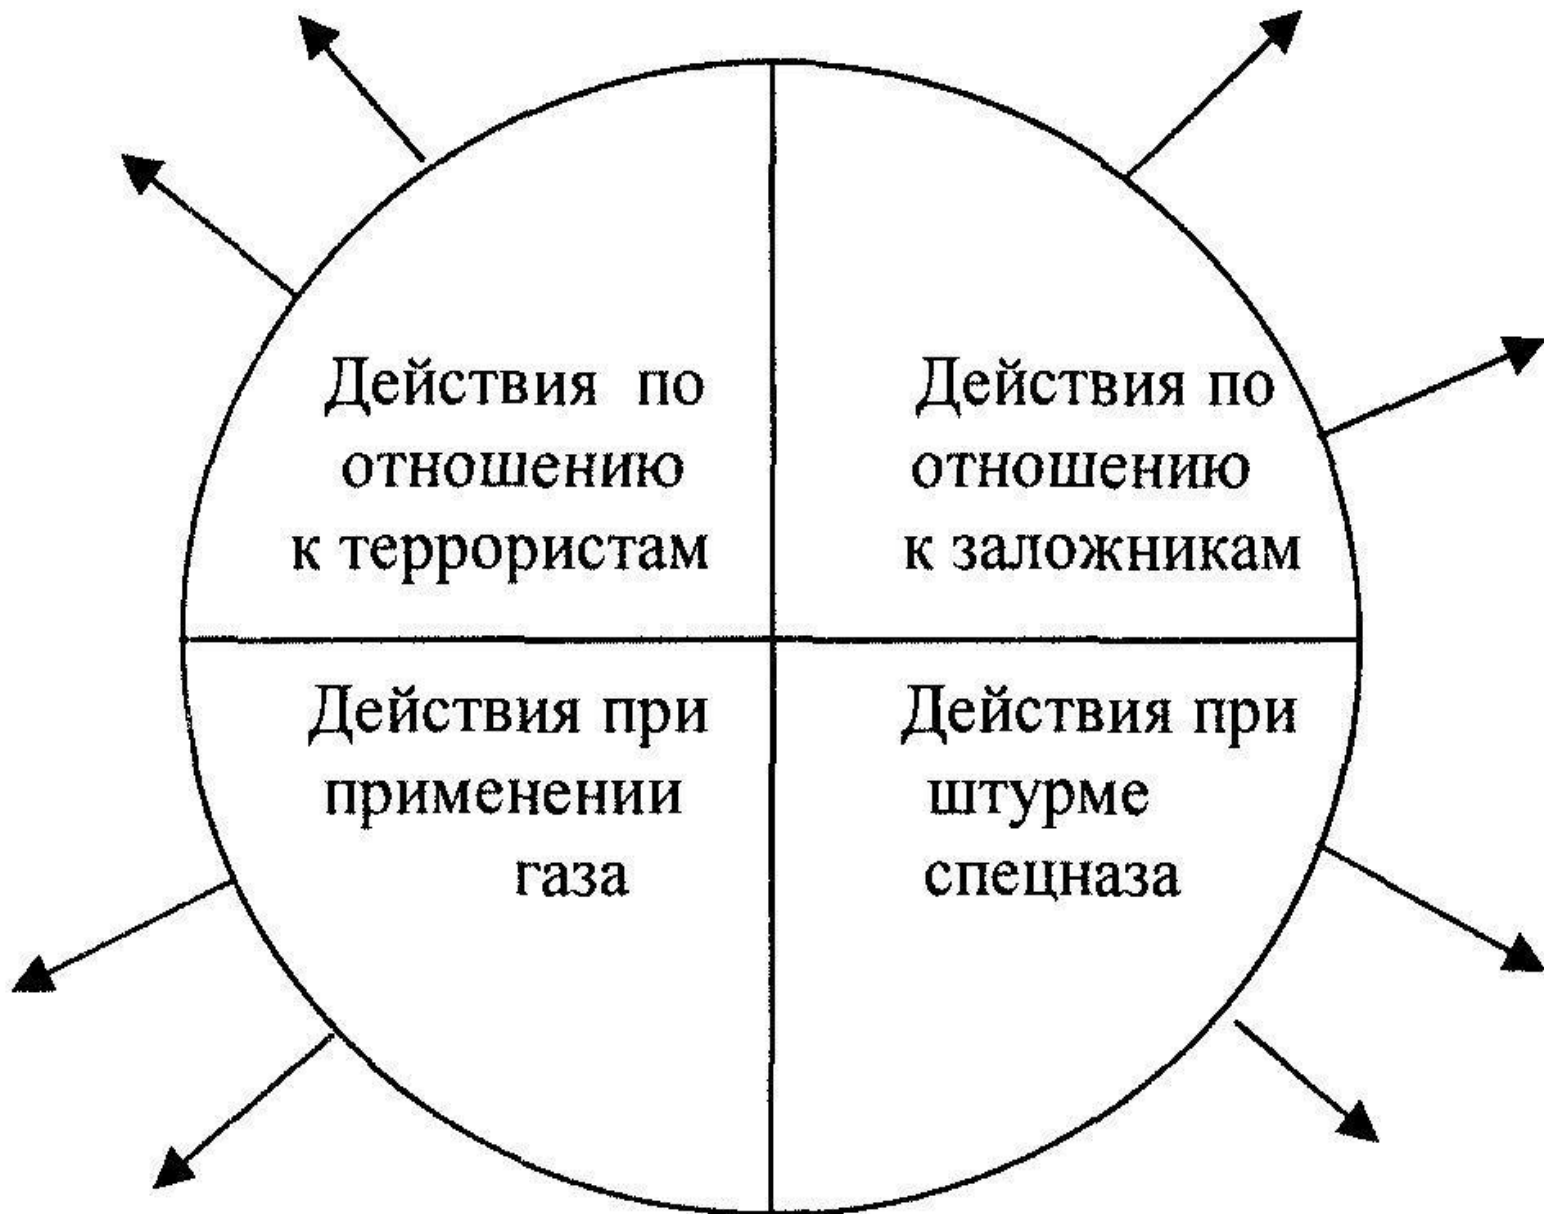 Действия по
отношению
к террористам
Действия по
отношению
к заложникам
Действия при
применении
газа
Действия при
штурме
спецназа